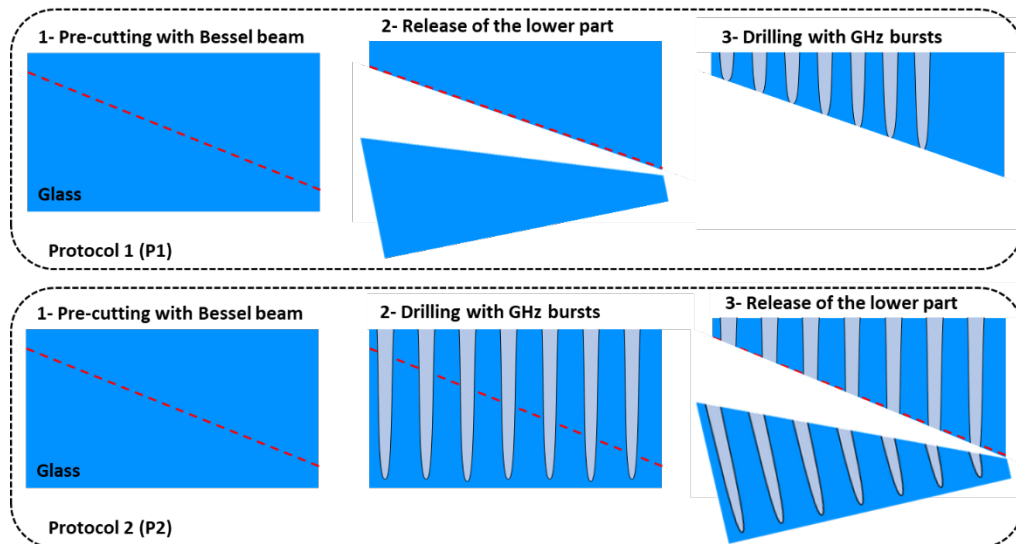 1- Pre-cutting with Bessel beam
2- Release of the lower part
3- Drilling with GHz bursts
Glass
Protocol 1 (P1)
1- Pre-cutting with Bessel beam
2- Drilling with GHz bursts
3- Release of the lower part
Glass
Protocol 2 (P2)